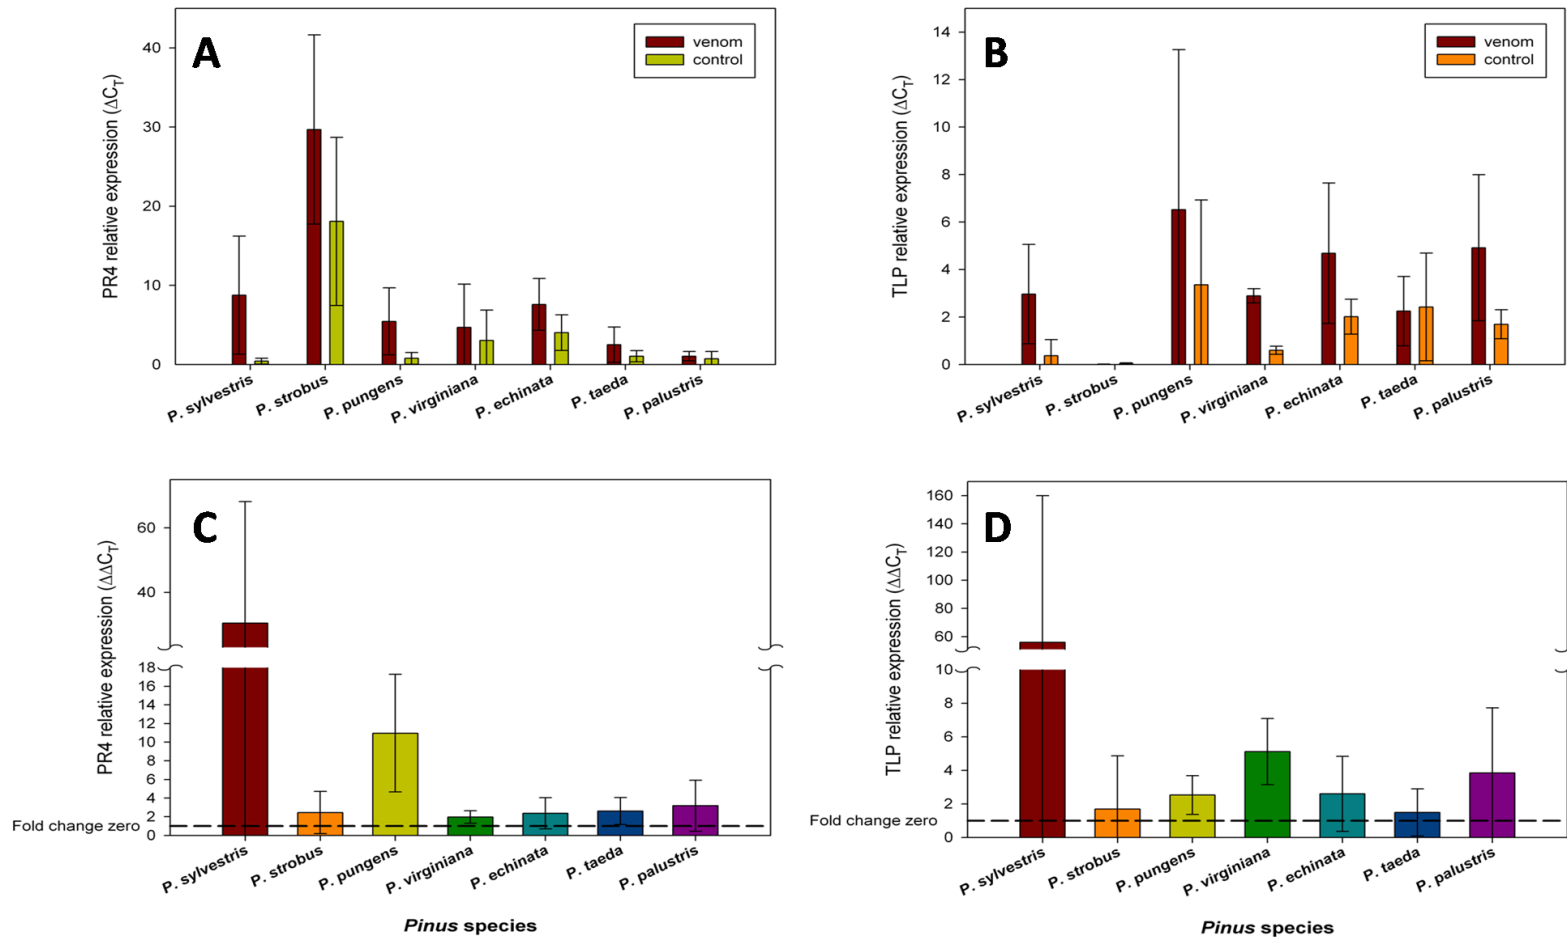 A
PR4 relative expression (ΔC_T)
40
30
20
10
0
venom
control
P. sylvestris
P. strobus
P. pungens
P. virginiana
P. echinata
P. taeda
P. palustris
B
TLP relative expression (ΔC_T)
14
12
10
8
6
4
2
0
venom
control
P. sylvestris
P. strobus
P. pungens
P. virginiana
P. echinata
P. taeda
P. palustris
C
PR4 relative expression (ΔΔC_T)
60
40
18
16
14
12
10
8
6
4
2
0
Fold change zero
P. sylvestris
P. strobus
P. pungens
P. virginiana
P. echinata
P. taeda
P. palustris
Pinus species
D
TLP relative expression (ΔΔC_T)
160
140
120
100
80
60
10
8
6
4
2
0
Fold change zero
P. sylvestris
P. strobus
P. pungens
P. virginiana
P. echinata
P. taeda
P. palustris
Pinus species